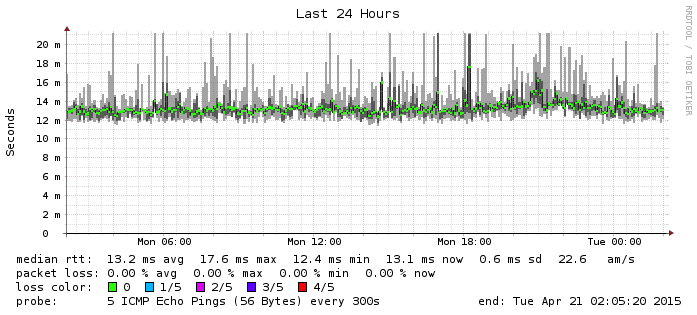 Last 24 Hours
RRDTOOL / TOBI OETIKER
Seconds
20 m
18 m
16 m
14 m
12 m
10 m
8 m
6 m
4 m
2 m
0
Mon 06:00 Mon 12:00 Mon 18:00 Tue 00:00
median rtt: 13.2 ms avg 17.6 ms max 12.4 ms min 13.1 ms now 0.6 ms sd 22.6 am/s
packet loss: 0.00 % avg 0.00 % max 0.00 % min 0.00 % now
loss color: 0 1/5 2/5 3/5 4/5
probe: 5 ICMP Echo Pings (56 Bytes) every 300s end: Tue Apr 21 02:05:20 2015